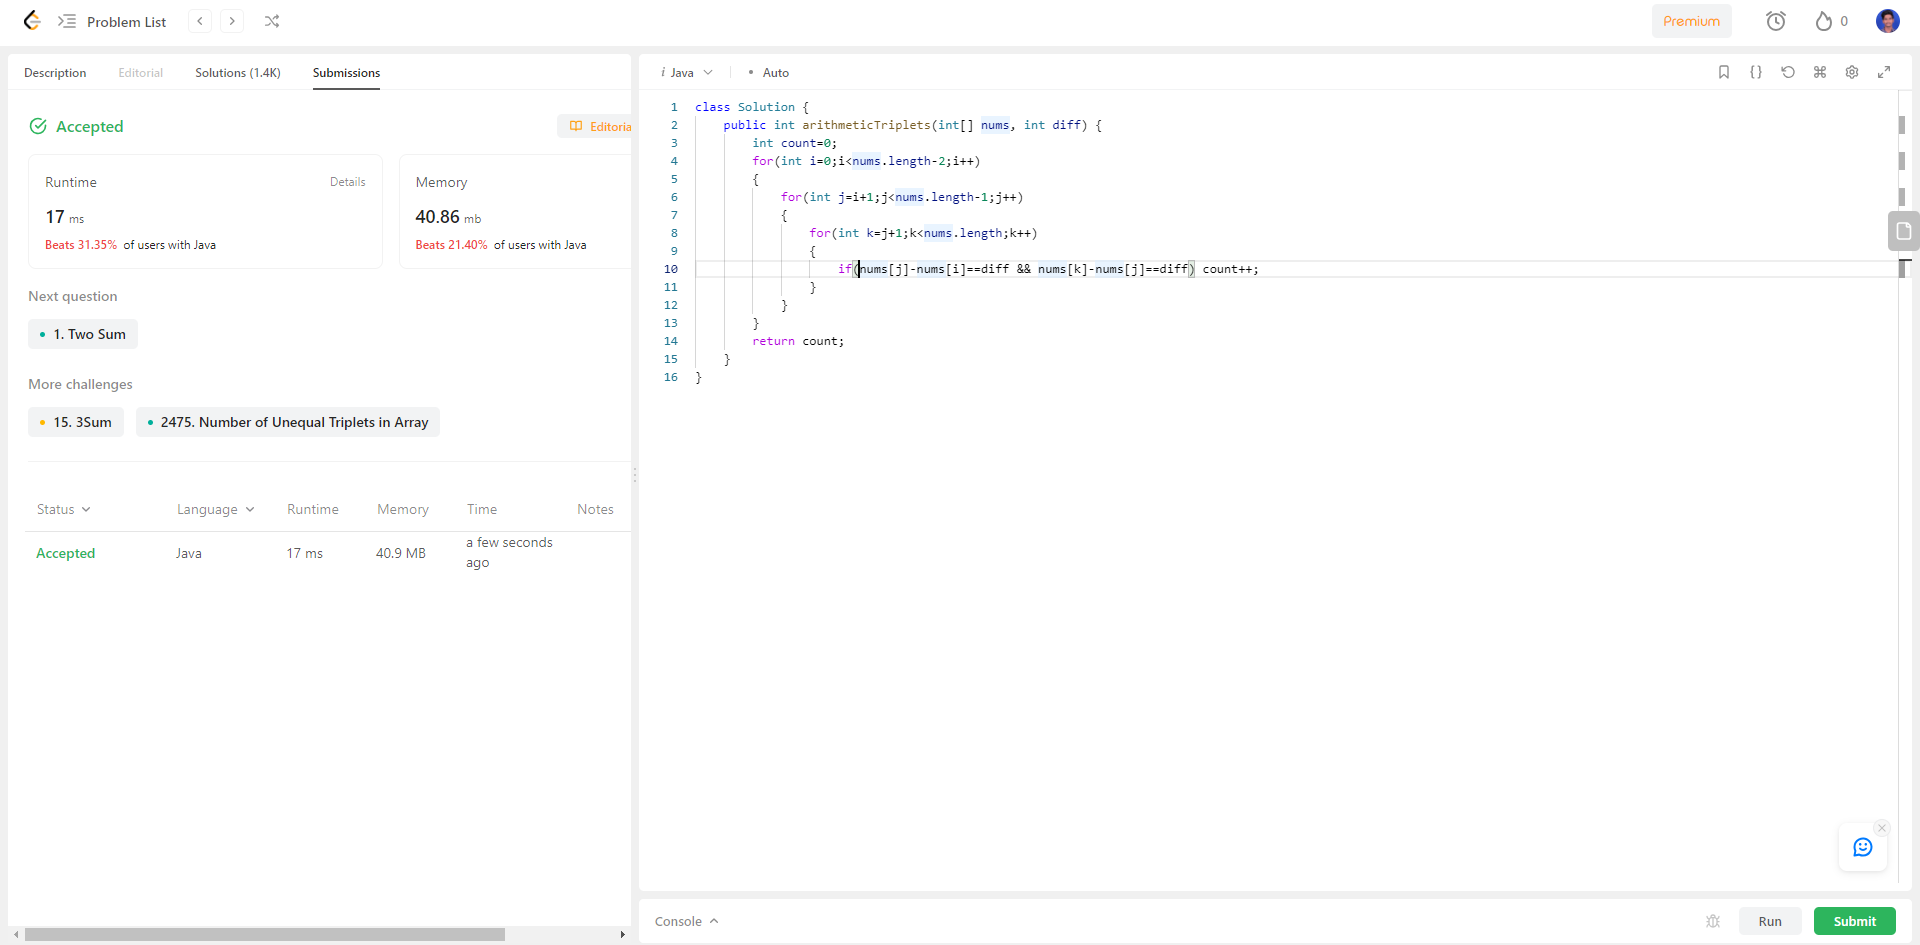 Problem List
Premium
0
Description Editorial Solutions (1.4K) Submissions
Accepted
Editoria
Runtime Details
17 ms
Beats 31.35% of users with Java
Memory
40.86 mb
Beats 21.40% of users with Java
Next question
1. Two Sum
More challenges
15. 3Sum
2475. Number of Unequal Triplets in Array
Status Language Runtime Memory Time Notes
Accepted Java 17 ms 40.9 MB a few seconds
ago
i Java • Auto
1 class Solution {
2 public int arithmeticTriplets(int[] nums, int diff) {
3 int count=0;
4 for(int i=0;i<nums.length-2;i++)
5 {
6 for(int j=i+1;j<nums.length-1;j++)
7 {
8 for(int k=j+1;k<nums.length;k++)
9 {
10 if(nums[j]-nums[i]==diff && nums[k]-nums[j]==diff) count++;
11 }
12 }
13 }
14 return count;
15 }
16 }
Console
Run
Submit